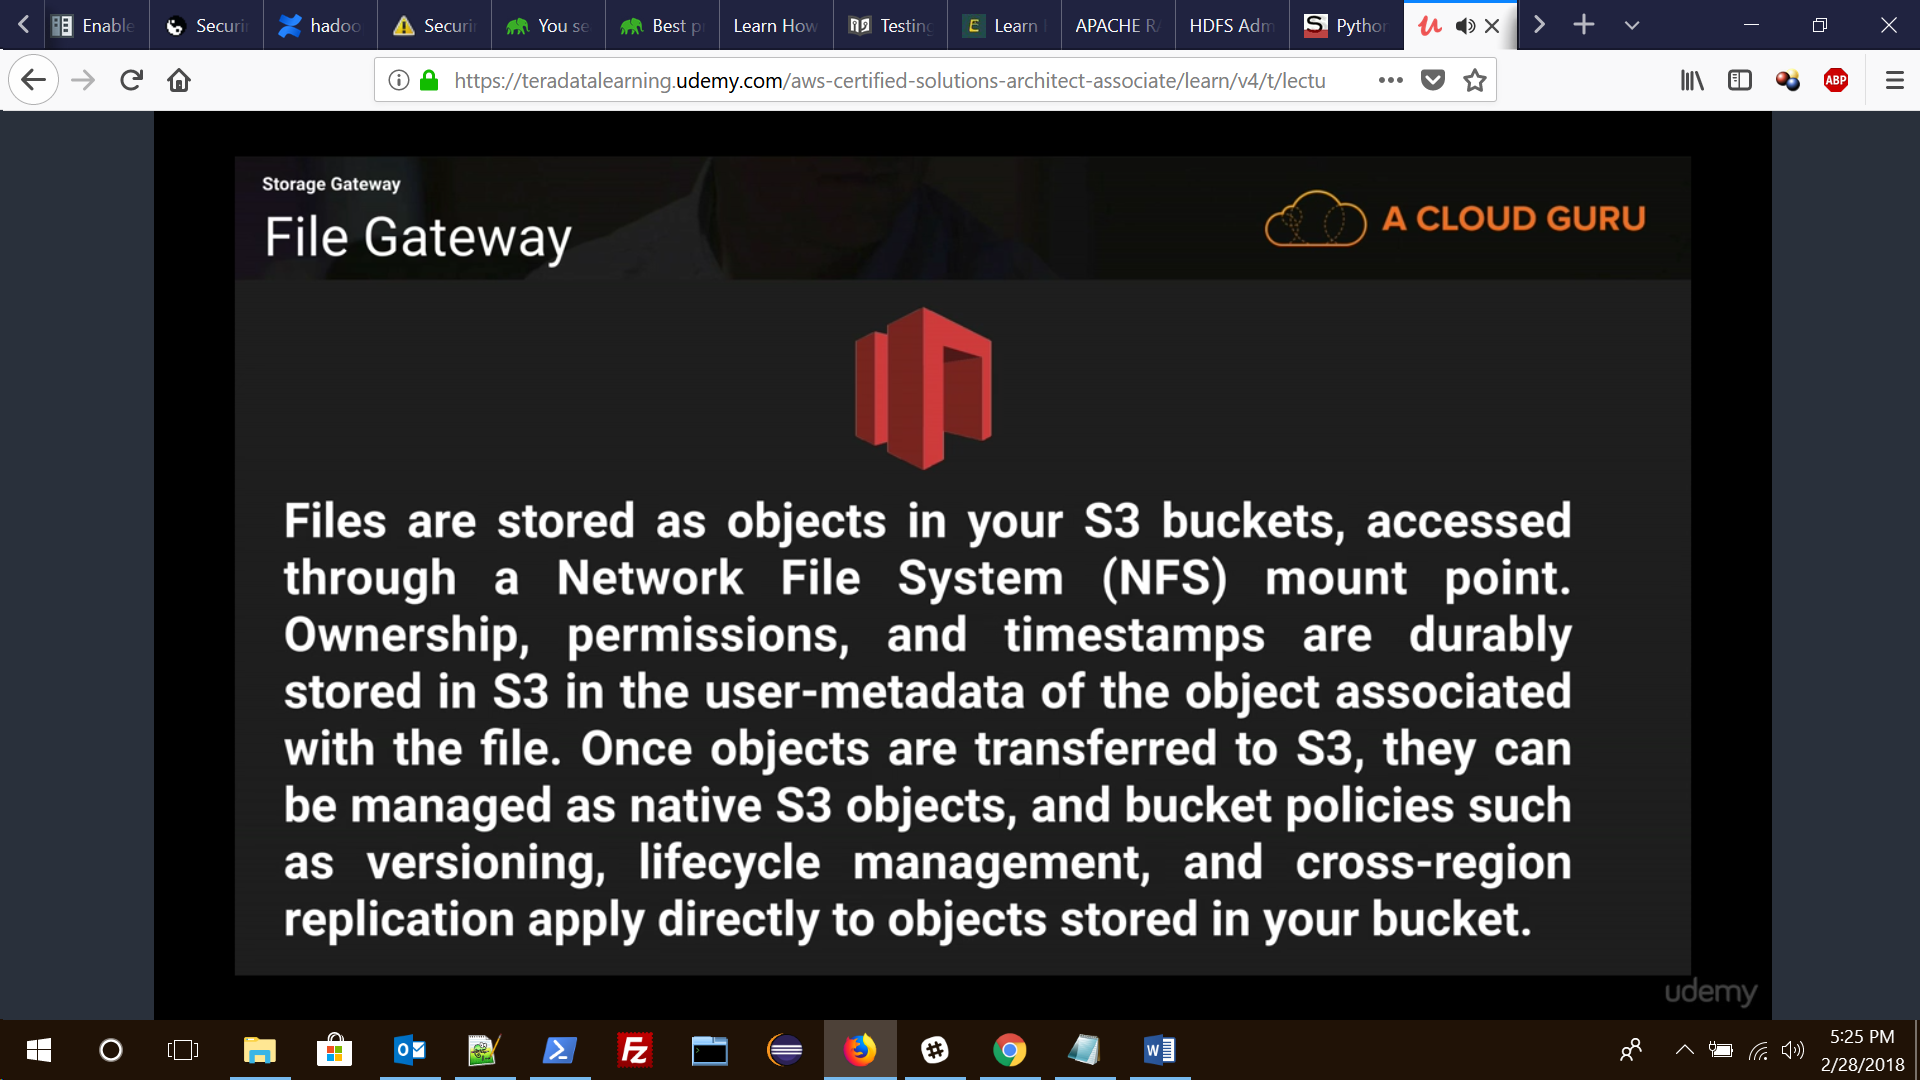 Enable
Securi
hadoo
Securi
You se
Best p
Learn How
Testing
E
Learn
APACHE R
HDFS Adm
S
Pytho
https://teradatalearning.udemy.com/aws-certified-solutions-architect-associate/learn/v4/t/lectu
ABP
Storage Gateway
File Gateway
A CLOUD GURU
Files are stored as objects in your S3 buckets, accessed
through a Network File System (NFS) mount point.
Ownership, permissions, and timestamps are durably
stored in S3 in the user-metadata of the object associated
with the file. Once objects are transferred to S3, they can
be managed as native S3 objects, and bucket policies such
as versioning, lifecycle management, and cross-region
replication apply directly to objects stored in your bucket.
udemy
5:25 PM
2/28/2018